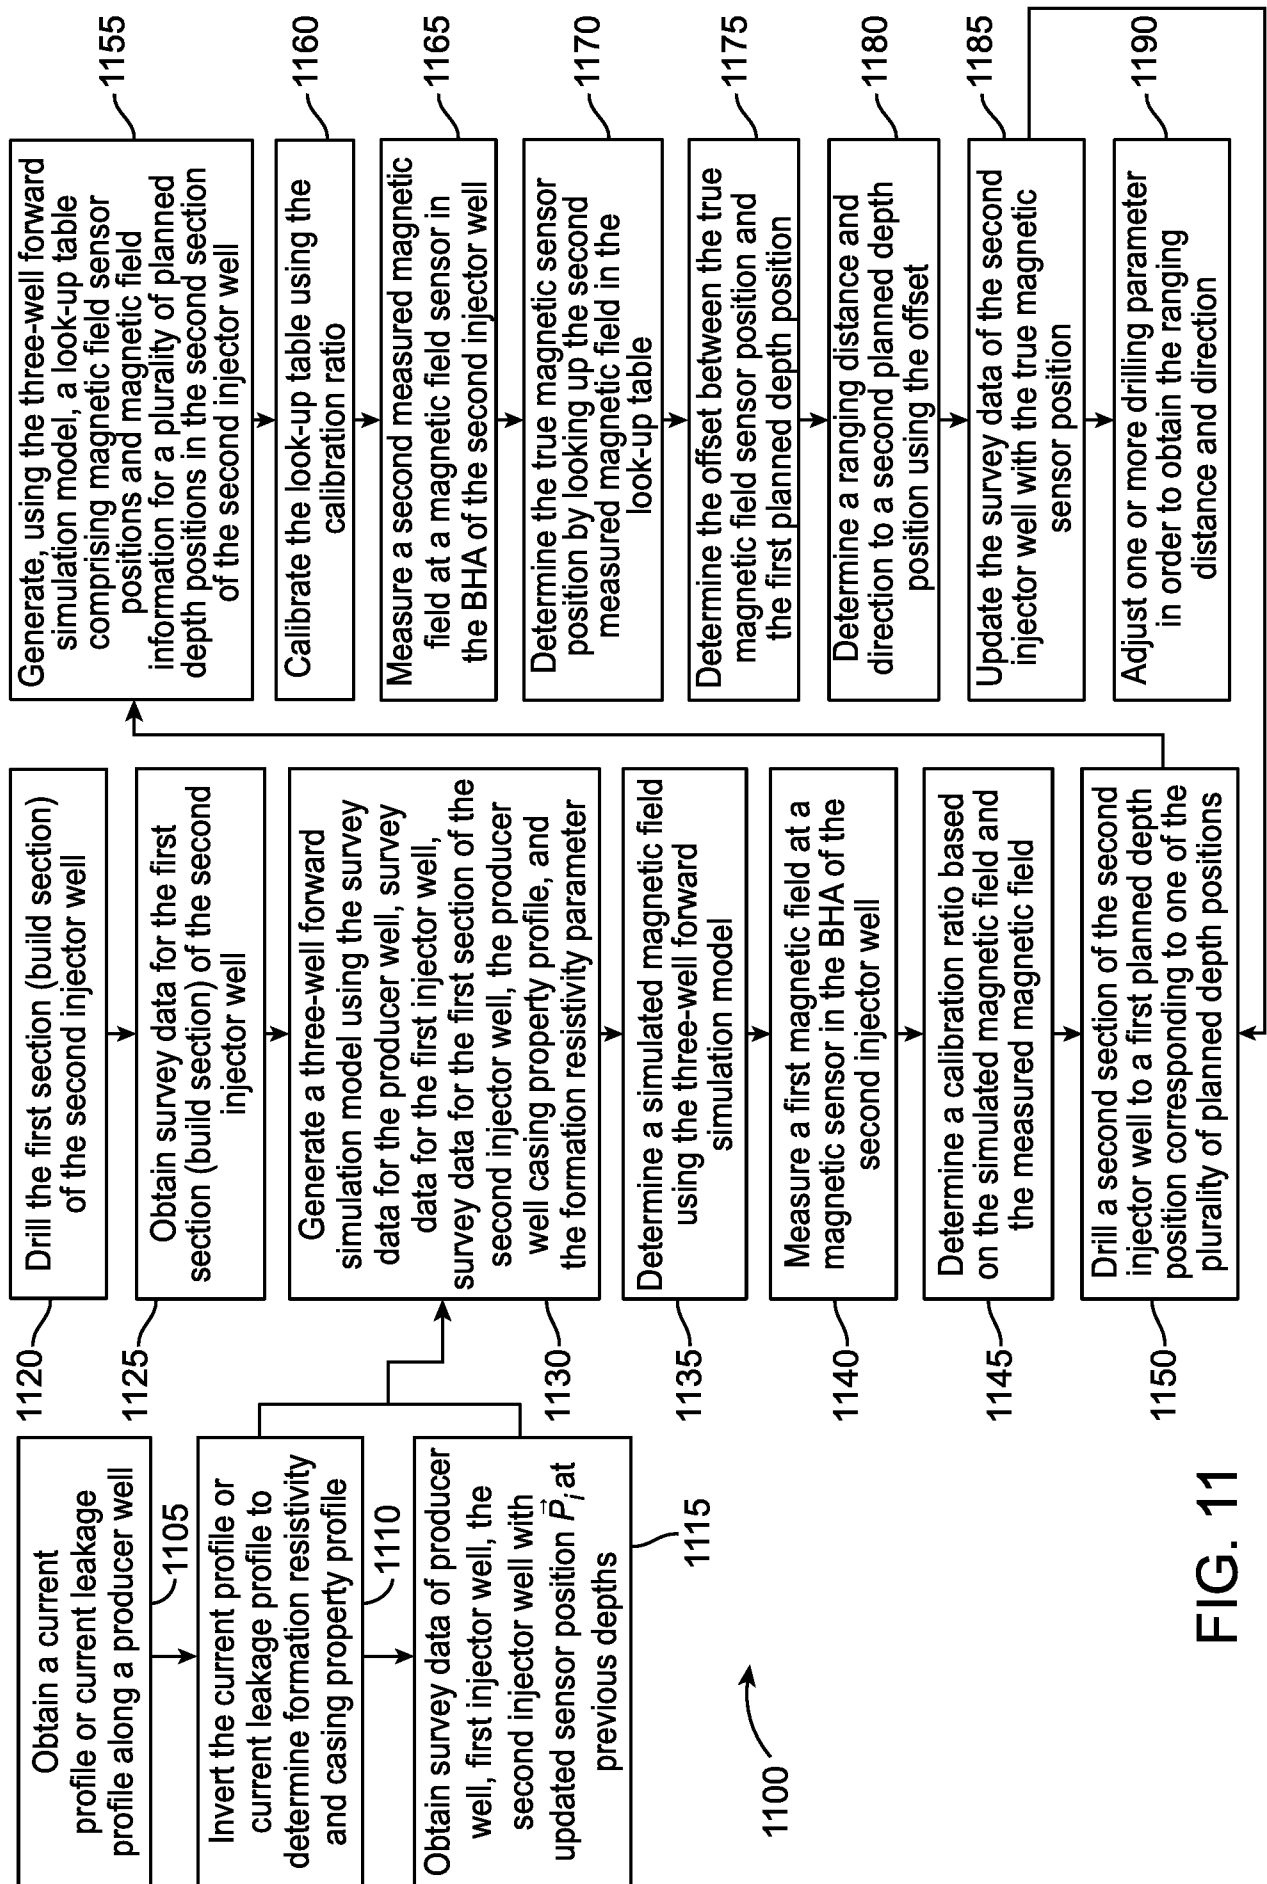 Obtain a current
profile or current leakage
profile along a producer well
1105
Invert the current profile or
current leakage profile to
determine formation resistivity
and casing property profile
1110
Obtain survey data of producer
well, first injector well, the
second injector well with
updated sensor position P⃗i at
previous depths
1115
1100
1120
Drill the first section (build section)
of the second injector well
1125
Obtain survey data for the first
section (build section) of the second
injector well
1130
Generate a three-well forward
simulation model using the survey
data for the producer well, survey
data for the first injector well,
survey data for the first section of the
second injector well, the producer
well casing property profile, and
the formation resistivity parameter
1135
Determine a simulated magnetic field
using the three-well forward
simulation model
1140
Measure a first magnetic field at a
magnetic sensor in the BHA of the
second injector well
1145
Determine a calibration ratio based
on the simulated magnetic field and
the measured magnetic field
1150
Drill a second section of the second
injector well to a first planned depth
position corresponding to one of the
plurality of planned depth positions
Generate, using the three-well forward
simulation model, a look-up table
comprising magnetic field sensor
positions and magnetic field
information for a plurality of planned
depth positions in the second section
of the second injector well
1155
Calibrate the look-up table using the
calibration ratio
1160
Measure a second measured magnetic
field at a magnetic field sensor in
the BHA of the second injector well
1165
Determine the true magnetic sensor
position by looking up the second
measured magnetic field in the
look-up table
1170
Determine the offset between the true
magnetic field sensor position and
the first planned depth position
1175
Determine a ranging distance and
direction to a second planned depth
position using the offset
1180
Update the survey data of the second
injector well with the true magnetic
sensor position
1185
Adjust one or more drilling parameter
in order to obtain the ranging
distance and direction
1190
FIG. 11